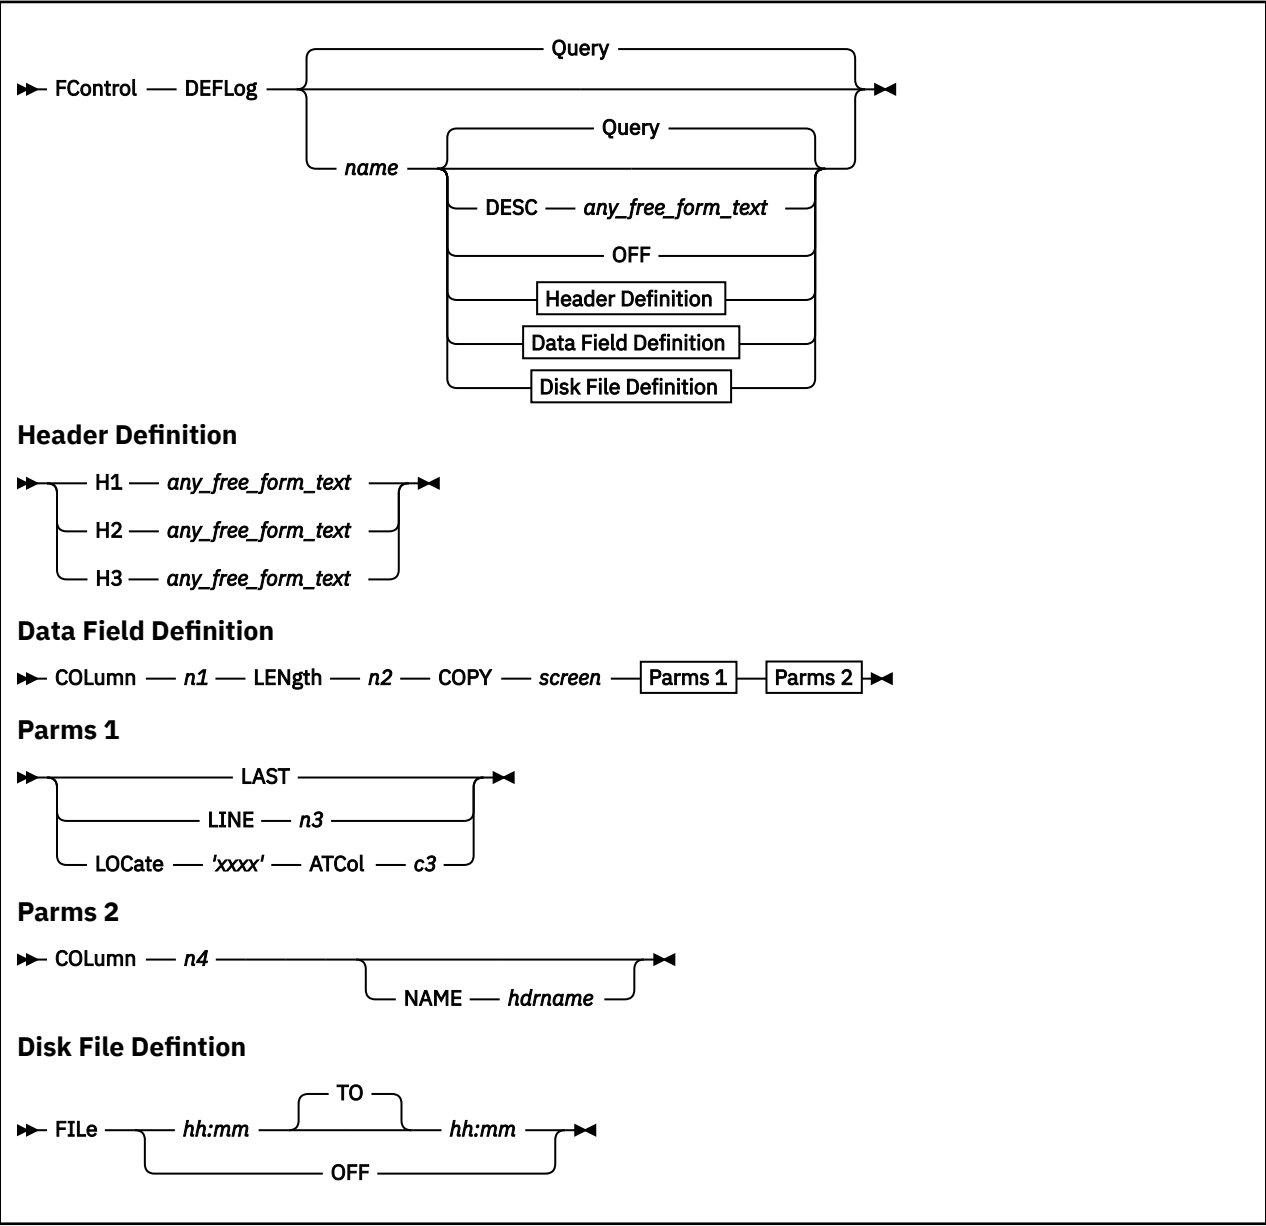 Query
FControl DEFLog
Query
name
DESC any_free_form_text
OFF
Header Definition
Data Field Definition
Disk File Definition
Header Definition
H1 any_free_form_text
H2 any_free_form_text
H3 any_free_form_text
Data Field Definition
COLumn n1 LENgth n2 COPY screen Parms 1 Parms 2
Parms 1
LAST
LINE n3
LOCate 'xxxx' ATCol c3
Parms 2
COLumn n4
NAME hdrname
Disk File Defintion
TO
FILe hh:mm hh:mm
OFF